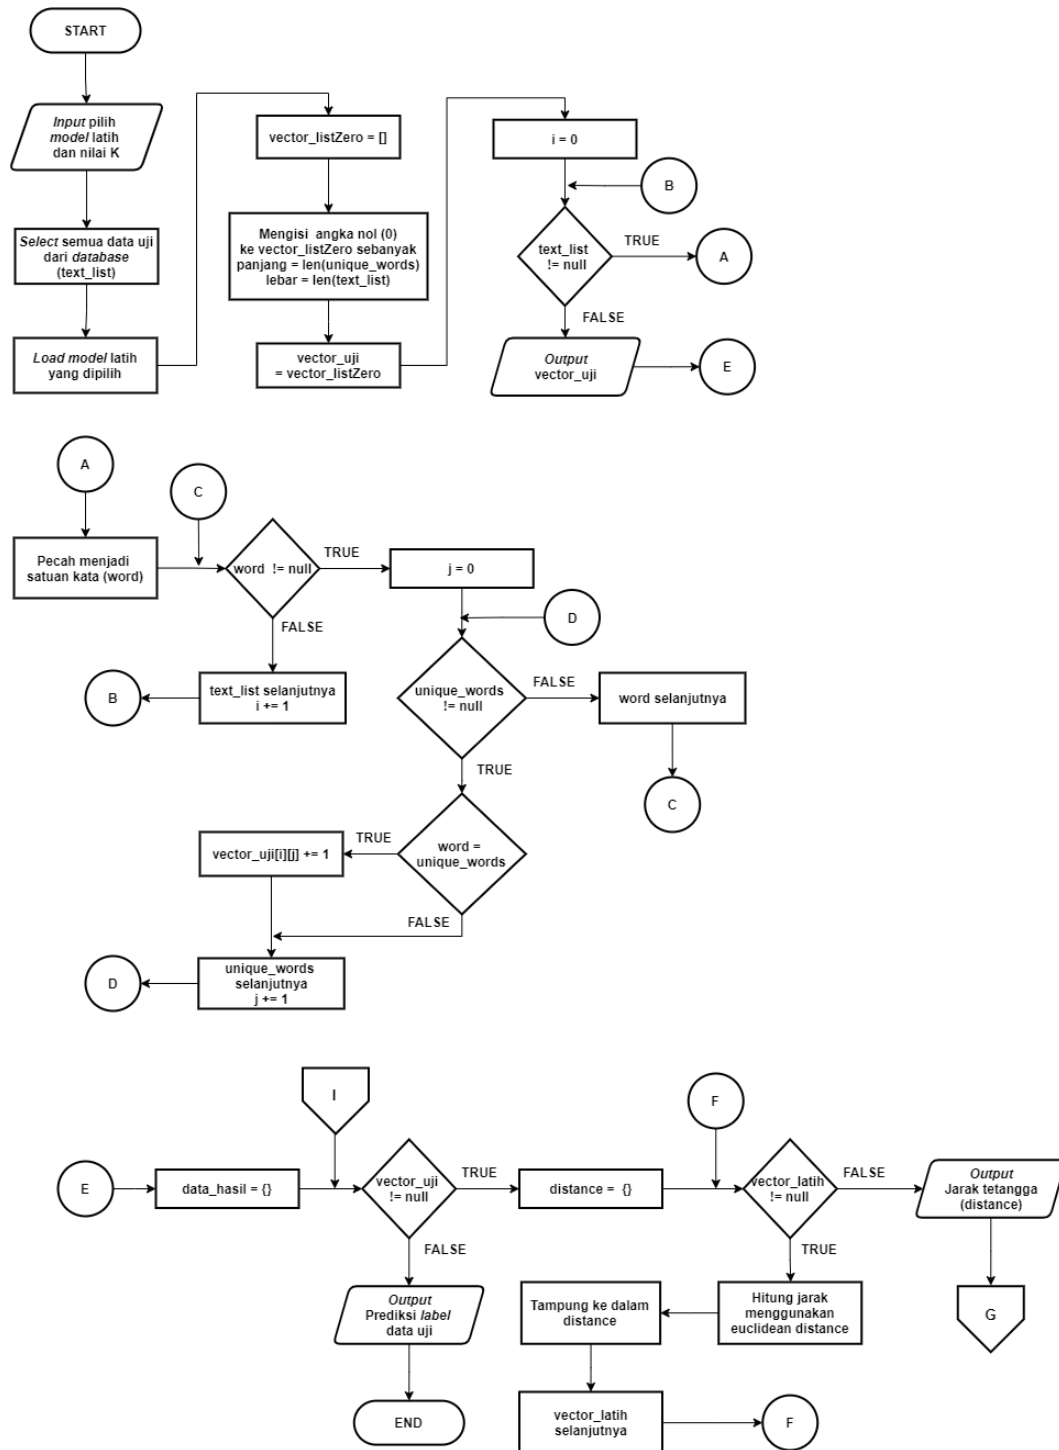 START
Input pilih
model latih
dan nilai K
Select semua data uji
dari database
(text_list)
Load model latih
yang dipilih
vector_listZero = []
Mengisi angka nol (0)
ke vector_listZero sebanyak
panjang = len(unique_words)
lebar = len(text_list)
vector_uji
= vector_listZero
i = 0
B
text_list
!= null
TRUE
A
FALSE
Output
vector_uji
E
A
C
Pecah menjadi
satuan kata (word)
word != null
TRUE
j = 0
FALSE
D
B
text_list selanjutnya
i += 1
unique_words
!= null
FALSE
word selanjutnya
TRUE
C
vector_uji[i][j] += 1
TRUE
word =
unique_words
FALSE
D
unique_words
selanjutnya
j += 1
I
F
E
data_hasil = {}
vector_uji
!= null
TRUE
distance = {}
vector_latih
!= null
FALSE
Output
Jarak tetangga
(distance)
FALSE
TRUE
Output
Prediksi label
data uji
Tampung ke dalam
distance
Hitung jarak
menggunakan
euclidean distance
G
END
vector_latih
selanjutnya
F